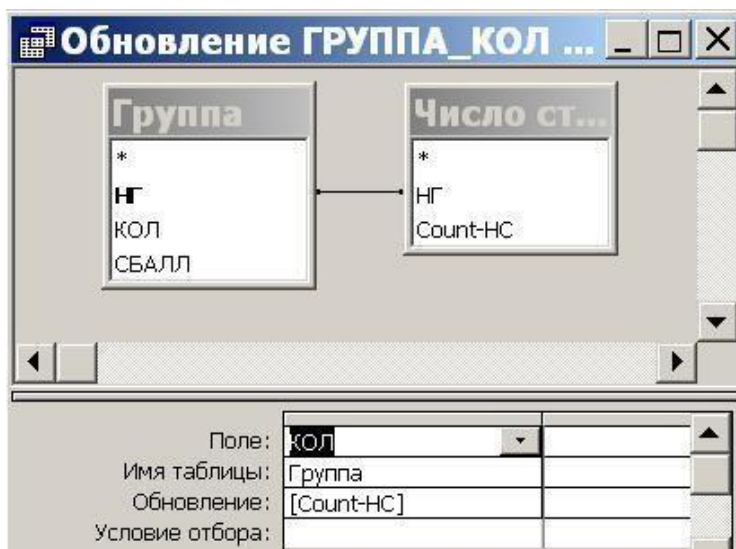 Обновление ГРУППА_КОЛ ...
Группа
*
НГ
КОЛ
СБАЛЛ
Число ст...
*
НГ
Count-НС
Поле: КОЛ
Имя таблицы: Группа
Обновление: [Count-НС]
Условие отбора: